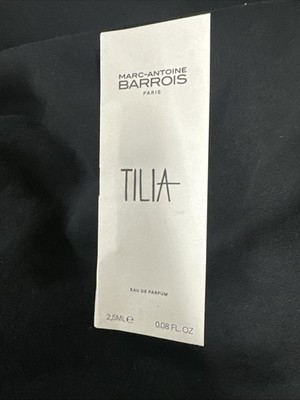 MARC-ANTOINE
BARROIS
PARIS
TILIA
EAU DE PARFUM
2,5ML℮ 0.08 FL. OZ